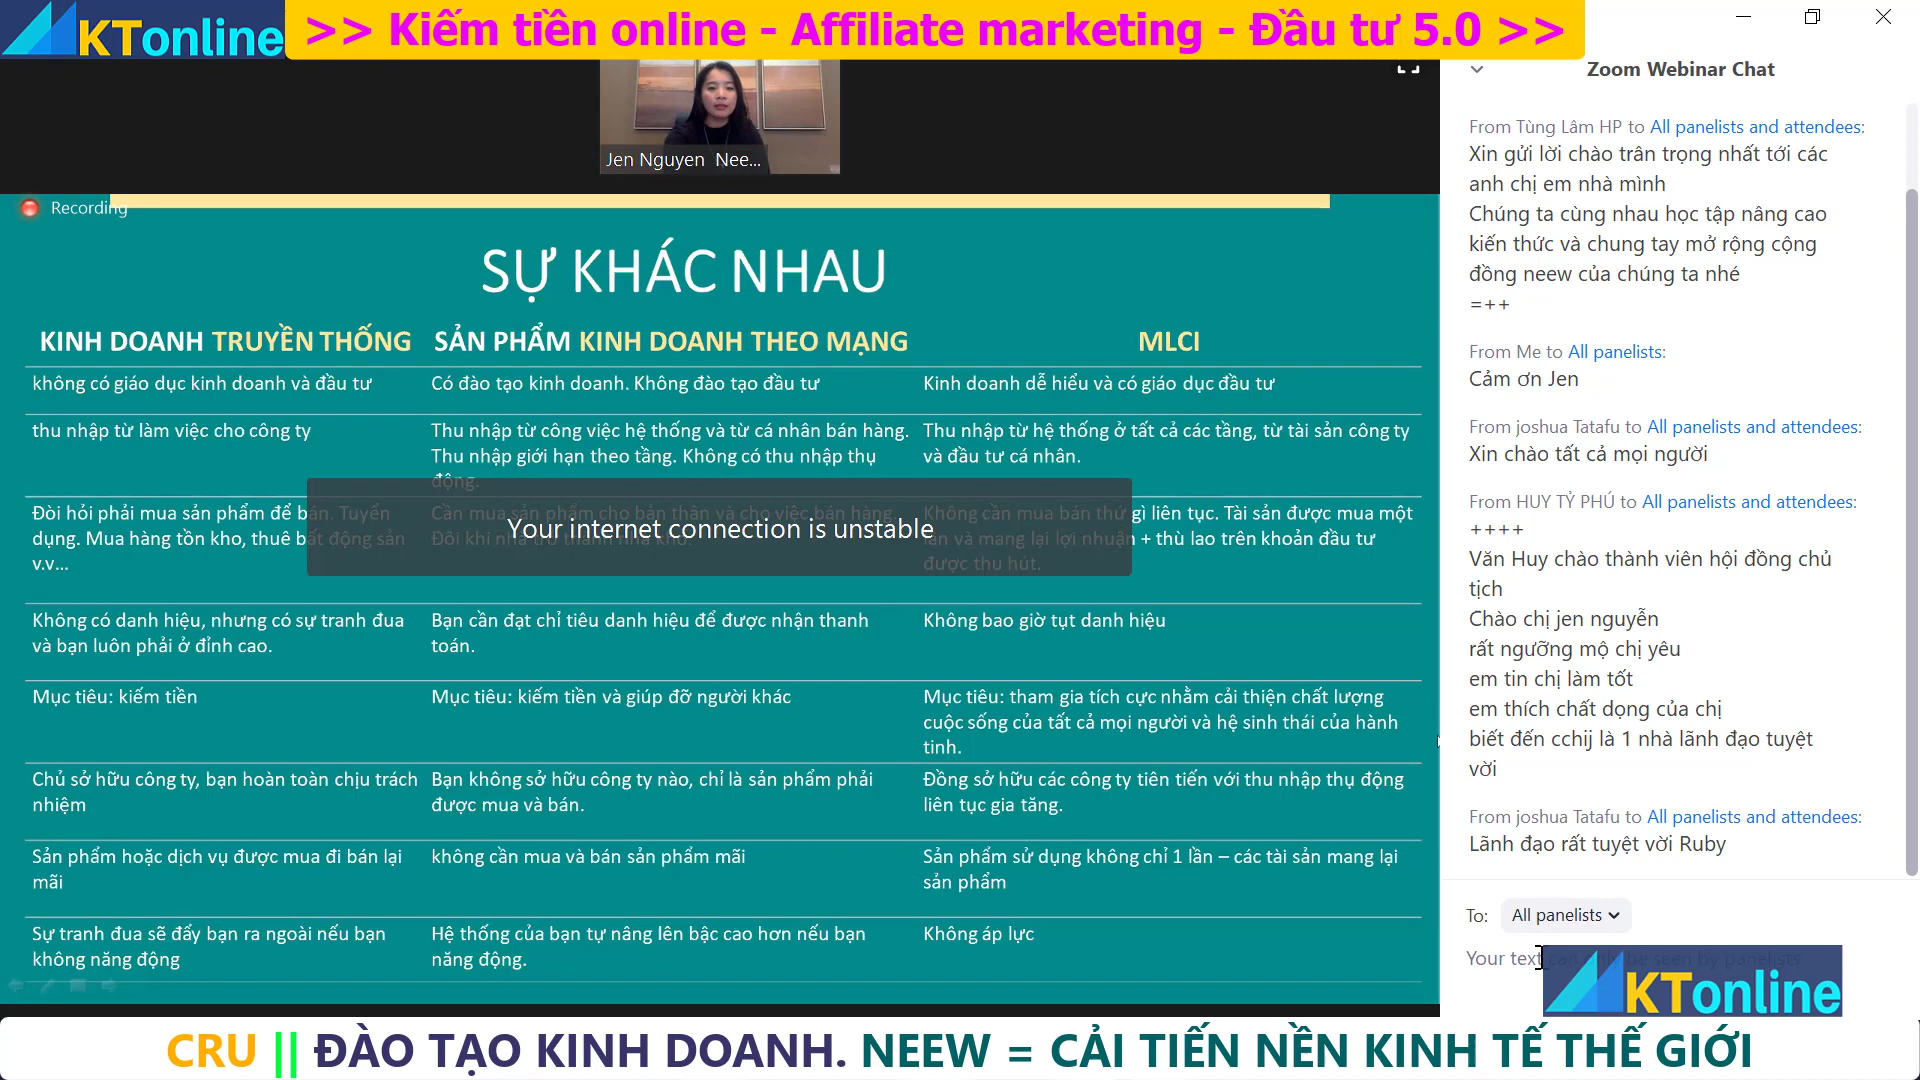 KTonline
>> Kiếm tiền online - Affiliate marketing - Đầu tư 5.0 >>
Jen Nguyen Nee...
Recording
SỰ KHÁC NHAU
KINH DOANH TRUYỀN THỐNG
SẢN PHẨM KINH DOANH THEO MẠNG
MLCI
không có giáo dục kinh doanh và đầu tư
Có đào tạo kinh doanh. Không đào tạo đầu tư
Kinh doanh dễ hiểu và có giáo dục đầu tư
thu nhập từ làm việc cho công ty
Thu nhập từ công việc hệ thống và từ cá nhân bán hàng.
Thu nhập giới hạn theo tầng. Không có thu nhập thụ
động.
Thu nhập từ hệ thống ở tất cả các tầng, từ tài sản công ty
và đầu tư cá nhân.
Đòi hỏi phải mua sản phẩm để bán. Tuyển
dụng. Mua hàng tồn kho, thuê bất động sản
v.v...
Cần mua sản phẩm cho bản thân và cho việc bán hàng.
Đôi khi nhà trở thành nhà kho.
Không cần mua bán thứ gì liên tục. Tài sản được mua một
lần và mang lại lợi nhuận + thù lao trên khoản đầu tư
được thu hút.
Your internet connection is unstable
Không có danh hiệu, nhưng có sự tranh đua
và bạn luôn phải ở đỉnh cao.
Bạn cần đạt chỉ tiêu danh hiệu để được nhận thanh
toán.
Không bao giờ tụt danh hiệu
Mục tiêu: kiếm tiền
Mục tiêu: kiếm tiền và giúp đỡ người khác
Mục tiêu: tham gia tích cực nhằm cải thiện chất lượng
cuộc sống của tất cả mọi người và hệ sinh thái của hành
tinh.
Chủ sở hữu công ty, bạn hoàn toàn chịu trách
nhiệm
Bạn không sở hữu công ty nào, chỉ là sản phẩm phải
được mua và bán.
Đồng sở hữu các công ty tiên tiến với thu nhập thụ động
liên tục gia tăng.
Sản phẩm hoặc dịch vụ được mua đi bán lại
mãi
không cần mua và bán sản phẩm mãi
Sản phẩm sử dụng không chỉ 1 lần – các tài sản mang lại
sản phẩm
Sự tranh đua sẽ đẩy bạn ra ngoài nếu bạn
không năng động
Hệ thống của bạn tự nâng lên bậc cao hơn nếu bạn
năng động.
Không áp lực
Zoom Webinar Chat
From Tùng Lâm HP to All panelists and attendees:
Xin gửi lời chào trân trọng nhất tới các
anh chị em nhà mình
Chúng ta cùng nhau học tập nâng cao
kiến thức và chung tay mở rộng cộng
đồng neew của chúng ta nhé
=++
From Me to All panelists:
Cảm ơn Jen
From joshua Tatafu to All panelists and attendees:
Xin chào tất cả mọi người
From HUY TỶ PHÚ to All panelists and attendees:
++++
Văn Huy chào thành viên hội đồng chủ
tịch
Chào chị jen nguyễn
rất ngưỡng mộ chị yêu
em tin chị làm tốt
em thích chất dọng của chị
biết đến cchij là 1 nhà lãnh đạo tuyệt
vời
From joshua Tatafu to All panelists and attendees:
Lãnh đạo rất tuyệt vời Ruby
To: All panelists
Your text can only be seen by panelists
KTonline
CRU || ĐÀO TẠO KINH DOANH. NEEW = CẢI TIẾN NỀN KINH TẾ THẾ GIỚI